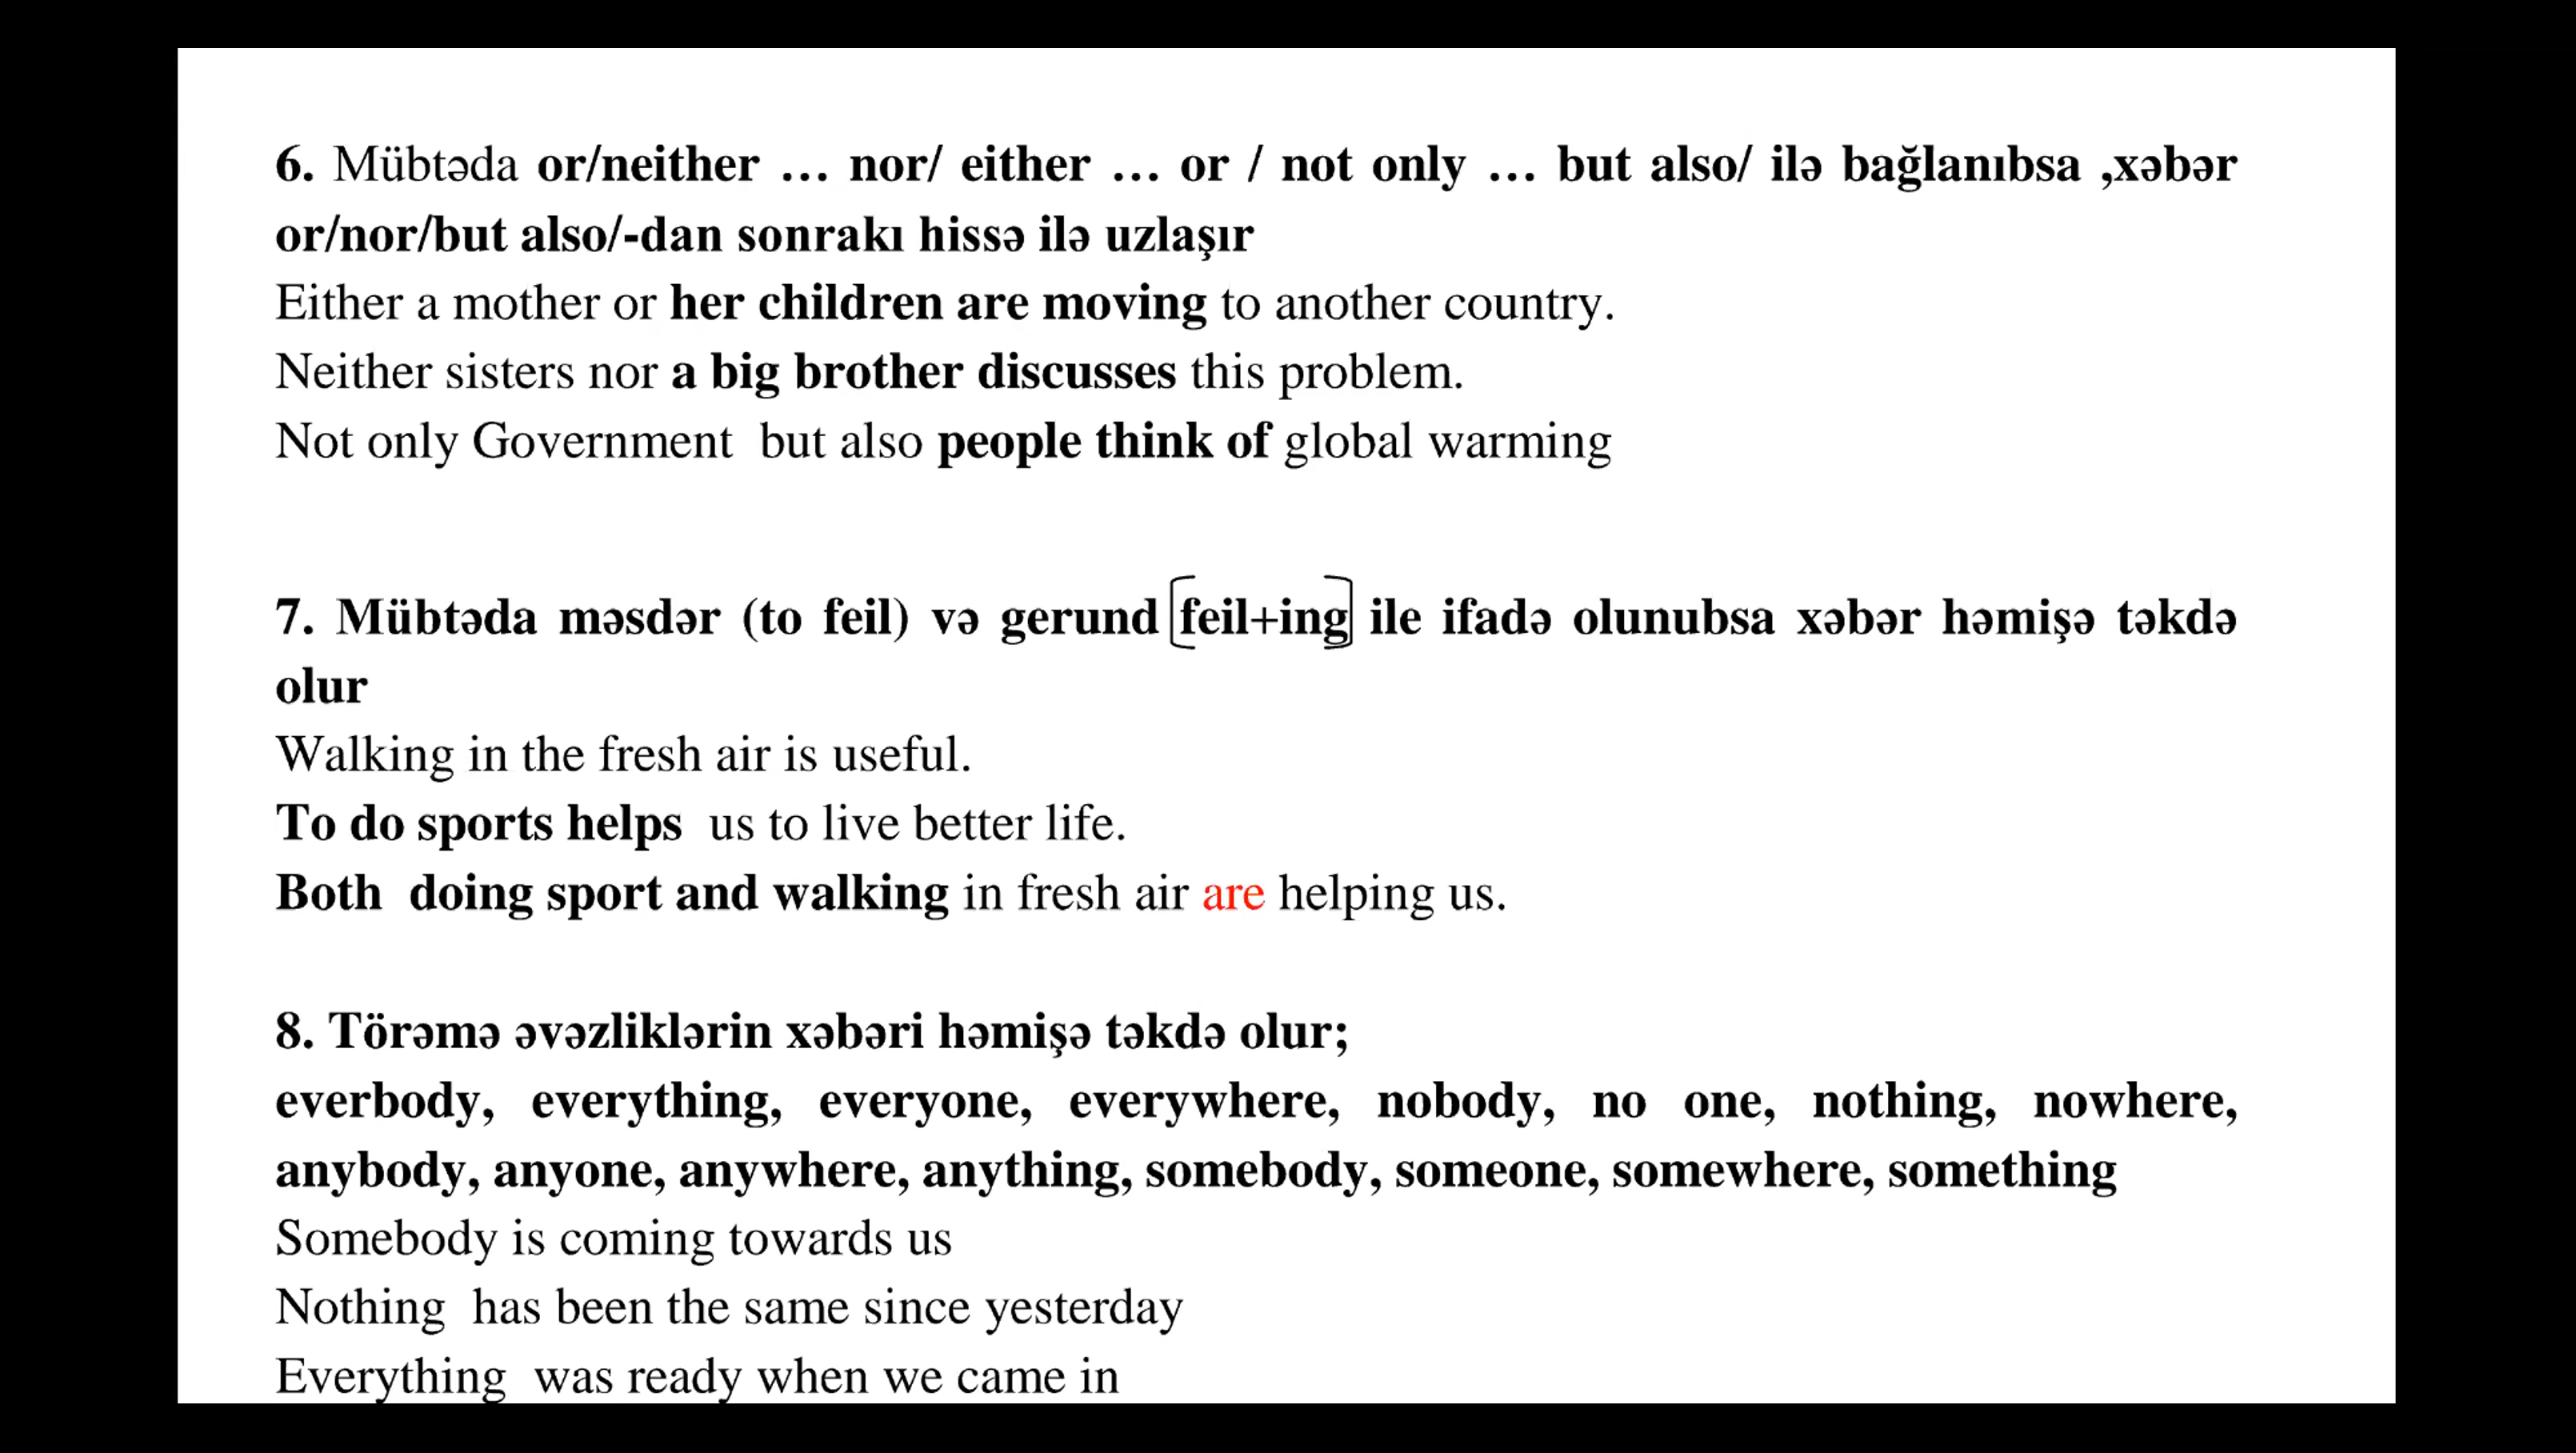 6. Mübtəda or/neither … nor/ either … or / not only … but also/ ilə bağlanıbsa ,xəbər
or/nor/but also/-dan sonrakı hissə ilə uzlaşır
Either a mother or her children are moving to another country.
Neither sisters nor a big brother discusses this problem.
Not only Government but also people think of global warming
7. Mübtəda məsdər (to feil) və gerund [feil+ing] ile ifadə olunubsa xəbər həmişə təkdə
olur
Walking in the fresh air is useful.
To do sports helps us to live better life.
Both doing sport and walking in fresh air are helping us.
8. Törəmə əvəzliklərin xəbəri həmişə təkdə olur;
everbody, everything, everyone, everywhere, nobody, no one, nothing, nowhere,
anybody, anyone, anywhere, anything, somebody, someone, somewhere, something
Somebody is coming towards us
Nothing has been the same since yesterday
Everything was ready when we came in